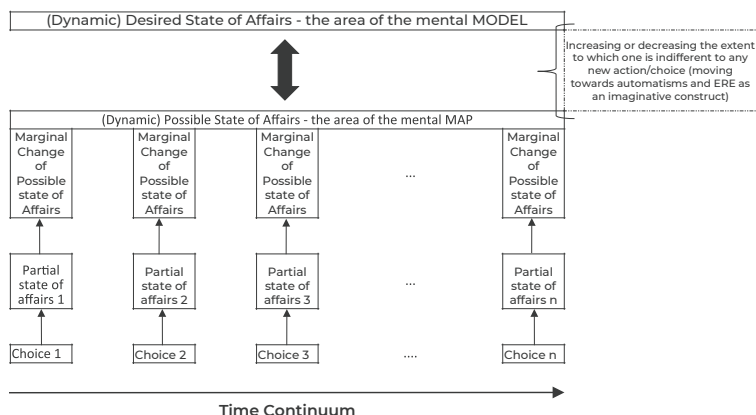 (Dynamic) Desired State of Affairs - the area of the mental MODEL
Increasing or decreasing the extent
to which one is indifferent to any
new action/choice (moving
towards automatisms and ERE as
an imaginative construct)
(Dynamic) Possible State of Affairs - the area of the mental MAP
Marginal
Change
of
Possible
state of
Affairs
Marginal
Change
of
Possible
state of
Affairs
Marginal
Change
of
Possible
state of
Affairs
...
Marginal
Change
of
Possible
state of
Affairs
Partial
state of
affairs 1
Partial
state of
affairs 2
Partial
state of
affairs 3
...
Partial
state of
affairs n
Choice 1
Choice 2
Choice 3
....
Choice n
Time Continuum